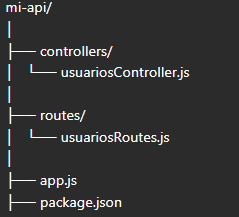 mi-api/
│
├── controllers/
│   └── usuariosController.js
│
├── routes/
│   └── usuariosRoutes.js
│
├── app.js
├── package.json